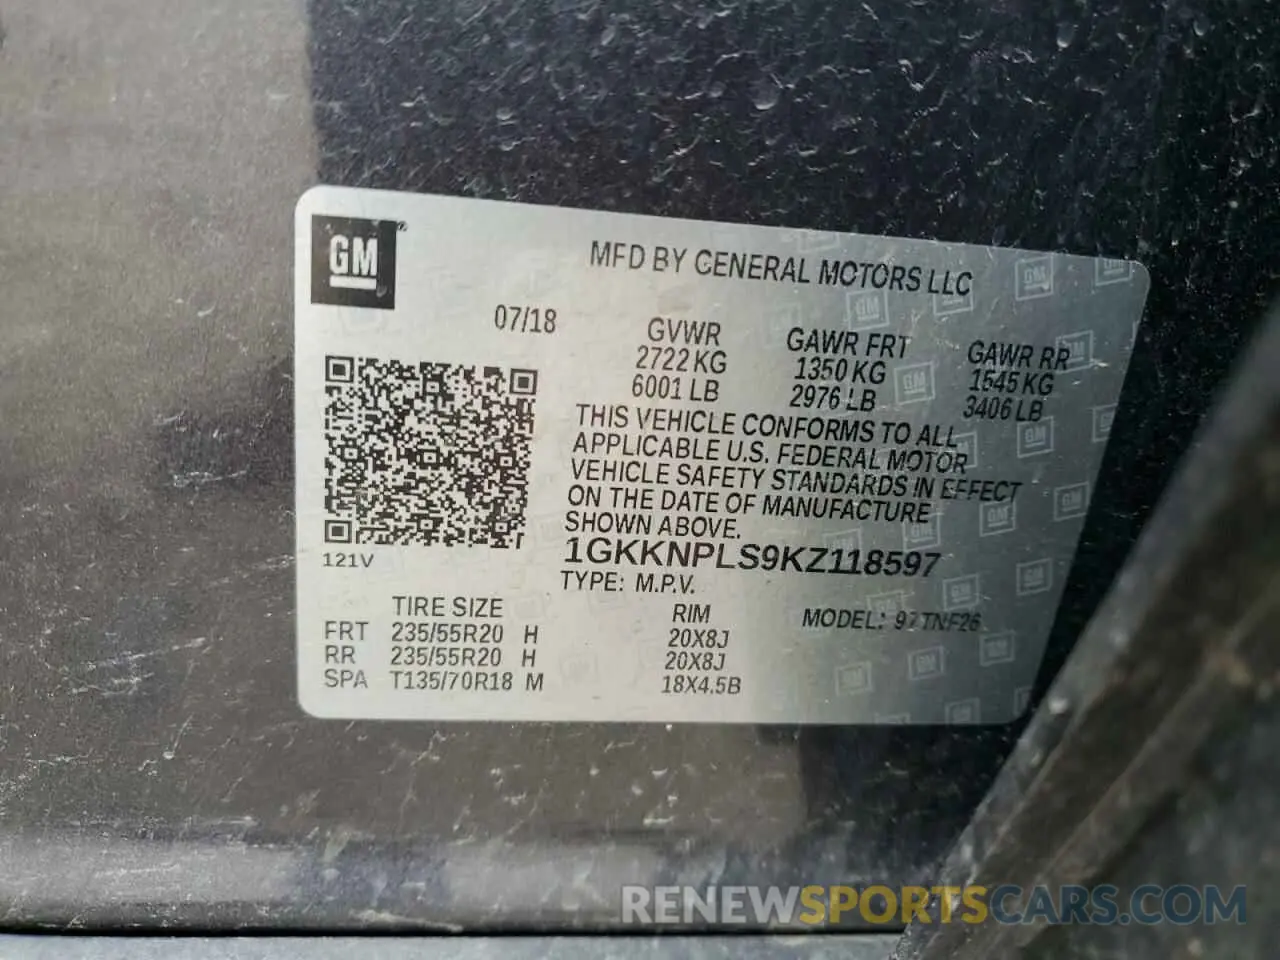 GM ®
MFD BY GENERAL MOTORS LLC
07/18
GVWR GAWR FRT GAWR RR
2722 KG 1350 KG 1545 KG
6001 LB 2976 LB 3406 LB
THIS VEHICLE CONFORMS TO ALL
APPLICABLE U.S. FEDERAL MOTOR
VEHICLE SAFETY STANDARDS IN EFFECT
ON THE DATE OF MANUFACTURE
SHOWN ABOVE.
1GKKNPLS9KZ118597
121V
TYPE: M.P.V.
TIRE SIZE RIM MODEL: 97TNF26
FRT 235/55R20 H 20X8J
RR 235/55R20 H 20X8J
SPA T135/70R18 M 18X4.5B
RENEWSPORTSCARS.COM